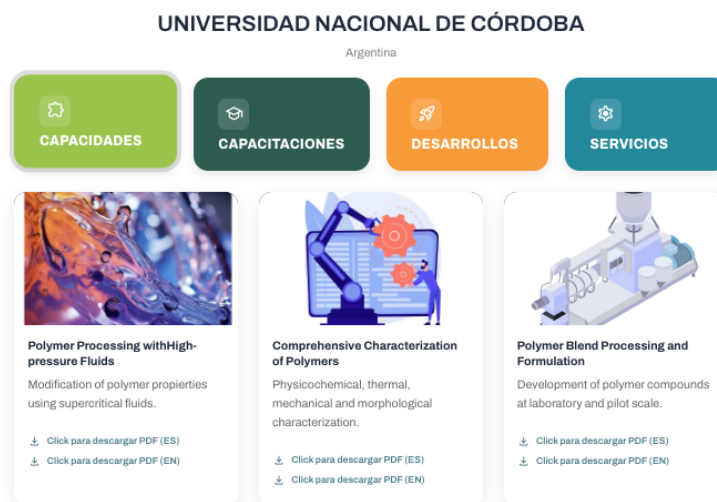 UNIVERSIDAD NACIONAL DE CÓRDOBA
Argentina
CAPACIDADES
CAPACITACIONES
DESARROLLOS
SERVICIOS
Polymer Processing withHigh-
pressure Fluids
Modification of polymer propierties
using supercritical fluids.
Click para descargar PDF (ES)
Click para descargar PDF (EN)
Comprehensive Characterization
of Polymers
Physicochemical, thermal,
mechanical and morphological
characterization.
Click para descargar PDF (ES)
Click para descargar PDF (EN)
Polymer Blend Processing and
Formulation
Development of polymer compounds
at laboratory and pilot scale.
Click para descargar PDF (ES)
Click para descargar PDF (EN)